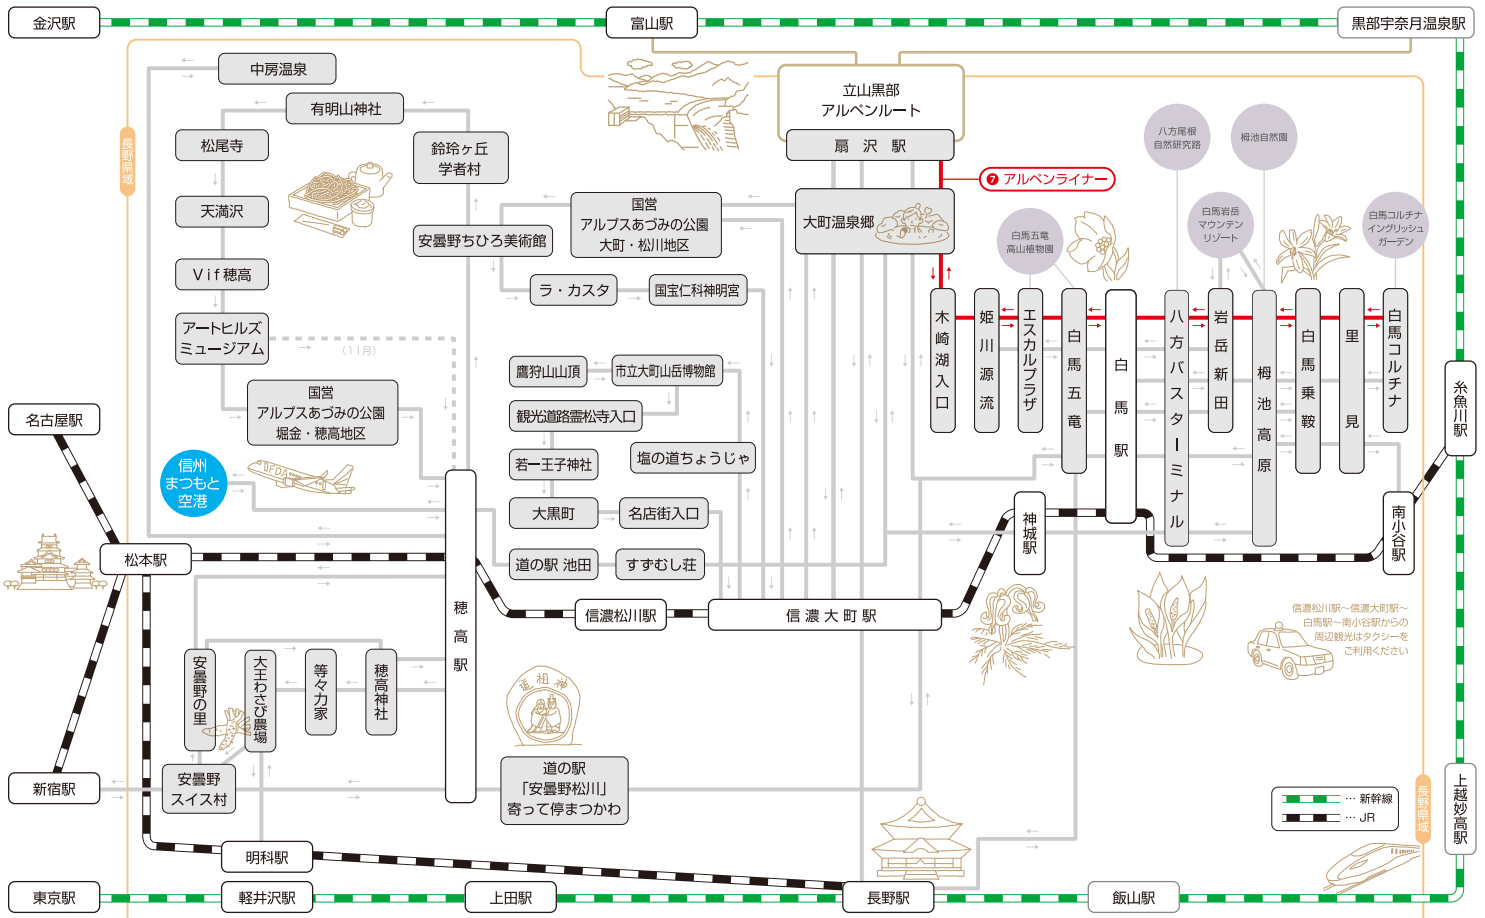 金沢駅
富山駅
黒部宇奈月温泉駅
中房温泉
立山黒部
アルペンルート
有明山神社
松尾寺
鈴玲ヶ丘
学者村
扇沢駅
八方尾根
自然研究路
栂池自然園
長野県域
❼ アルペンライナー
天満沢
国営
アルプスあづみの公園
大町・松川地区
大町温泉郷
白馬五竜
高山植物園
白馬岩岳
マウンテン
リゾート
白馬コルチナ
イングリッシュ
ガーデン
安曇野ちひろ美術館
Vif穂高
ラ・カスタ
国宝仁科神明宮
アートヒルズ
ミュージアム
(11月)
木崎湖入口
姫川源流
エスカルプラザ
白馬五竜
白馬駅
八方バスターミナル
岩岳新田
栂池高原
白馬乗鞍
里見
白馬コルチナ
鷹狩山山頂
市立大町山岳博物館
国営
アルプスあづみの公園
堀金・穂高地区
観光道路霊松寺入口
名古屋駅
糸魚川駅
若一王子神社
塩の道ちょうじゃ
信州
まつもと
空港
FDA
大黒町
名店街入口
神城駅
南小谷駅
松本駅
道の駅 池田
すずむし荘
穂高駅
信濃松川駅
信濃大町駅
信濃松川駅〜信濃大町駅〜
白馬駅〜南小谷駅からの
周辺観光はタクシーを
ご利用ください
安曇野の里
大王わさび農場
等々力家
穂高神社
道祖神
新宿駅
安曇野
スイス村
道の駅
「安曇野松川」
寄って停まつかわ
… 新幹線
… JR
長野県域
上越妙高駅
明科駅
東京駅
軽井沢駅
上田駅
長野駅
飯山駅